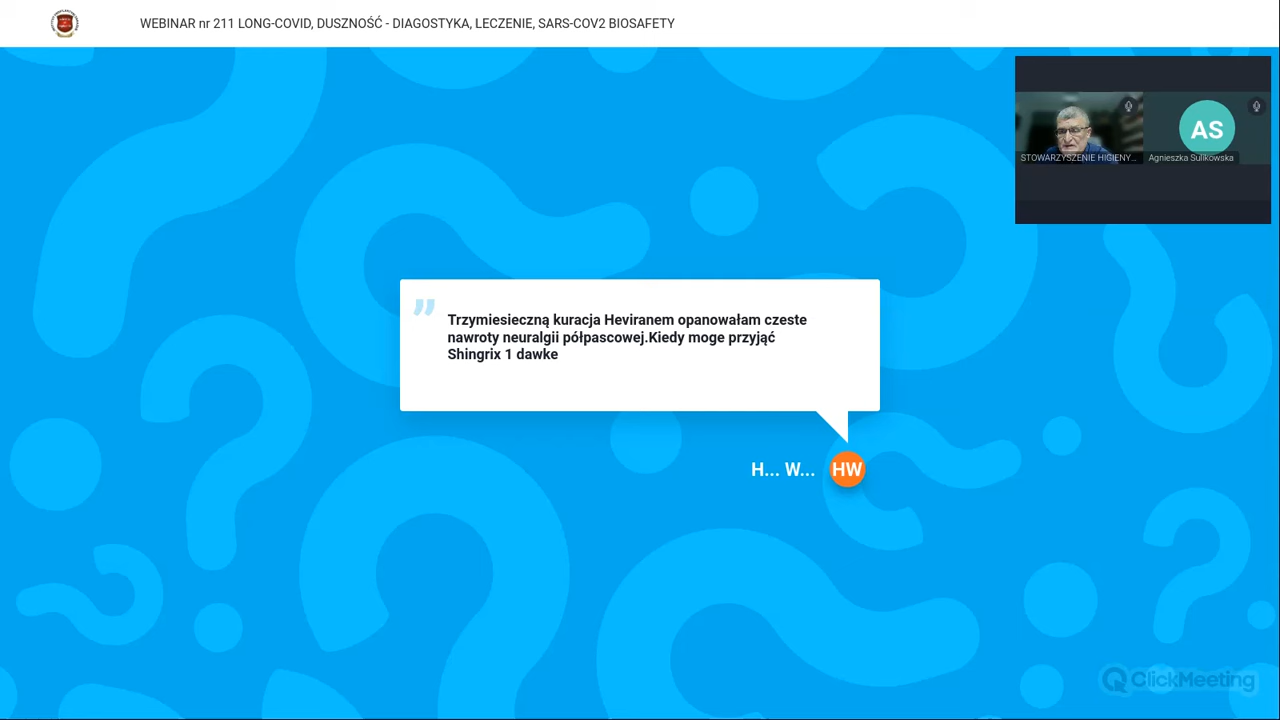 WEBINAR nr 211 LONG-COVID, DUSZNOŚĆ - DIAGOSTYKA, LECZENIE, SARS-COV2 BIOSAFETY
AS
STOWARZYSZENIE HIGIENY...
Agnieszka Sulikowska
Trzymiesieczną kuracja Heviranem opanowałam czeste
nawroty neuralgii półpascowej.Kiedy moge przyjąć
Shingrix 1 dawke
H... W...
HW
ClickMeeting